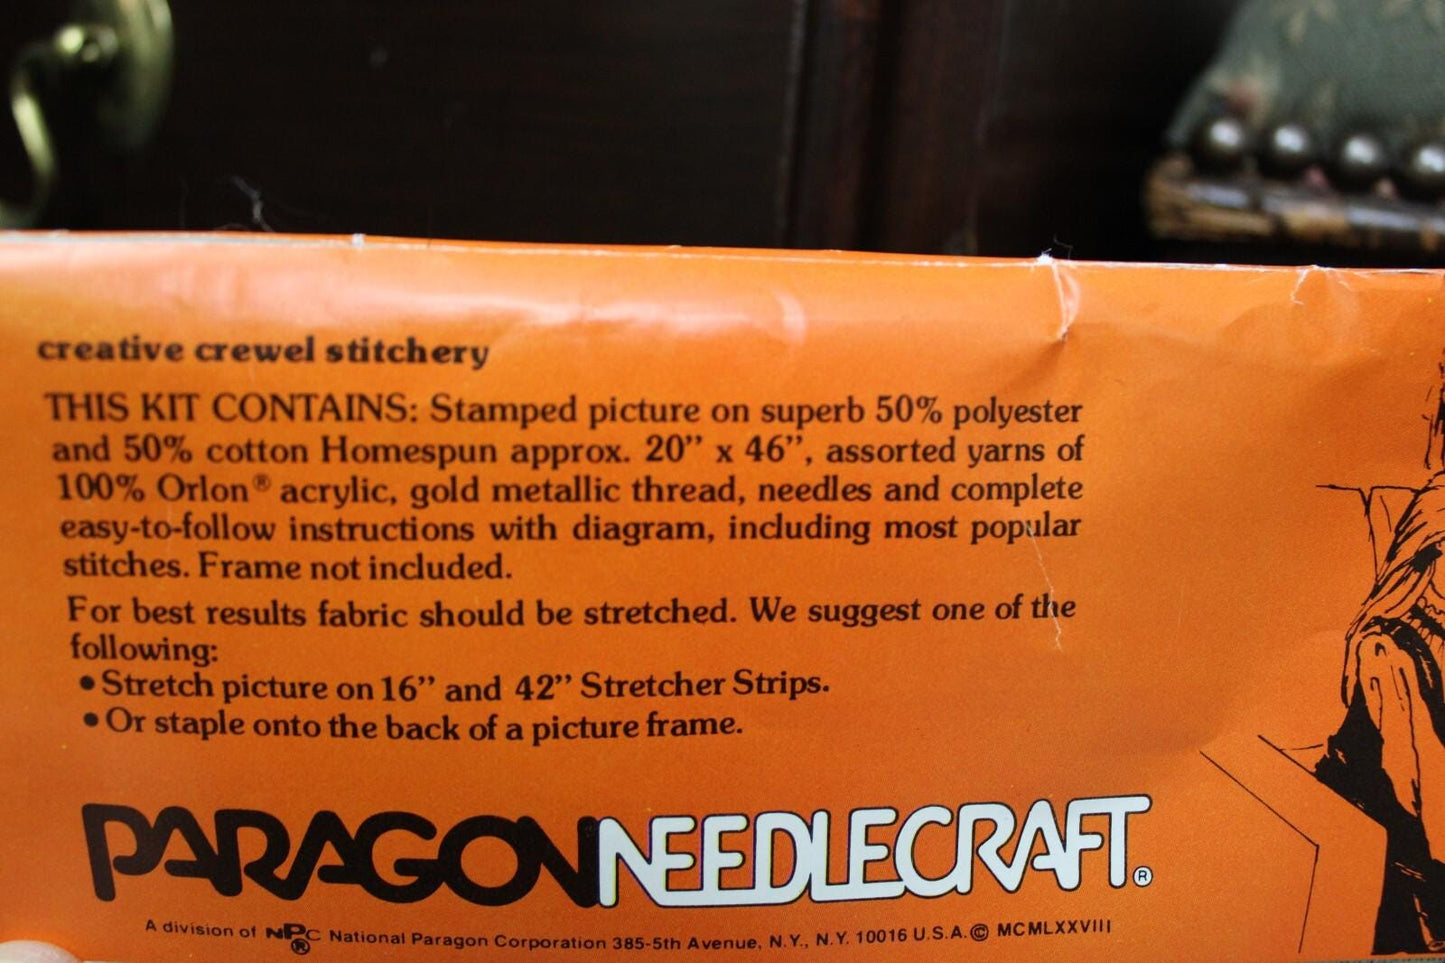 creative crewel stitchery
THIS KIT CONTAINS: Stamped picture on superb 50% polyester
and 50% cotton Homespun approx. 20” x 46”, assorted yarns of
100% Orlon® acrylic, gold metallic thread, needles and complete
easy-to-follow instructions with diagram, including most popular
stitches. Frame not included.
For best results fabric should be stretched. We suggest one of the
following:
• Stretch picture on 16” and 42” Stretcher Strips.
• Or staple onto the back of a picture frame.
PARAGON NEEDLECRAFT®
A division of NPC® National Paragon Corporation 385-5th Avenue, N.Y., N.Y. 10016 U.S.A. © MCMLXXVIII